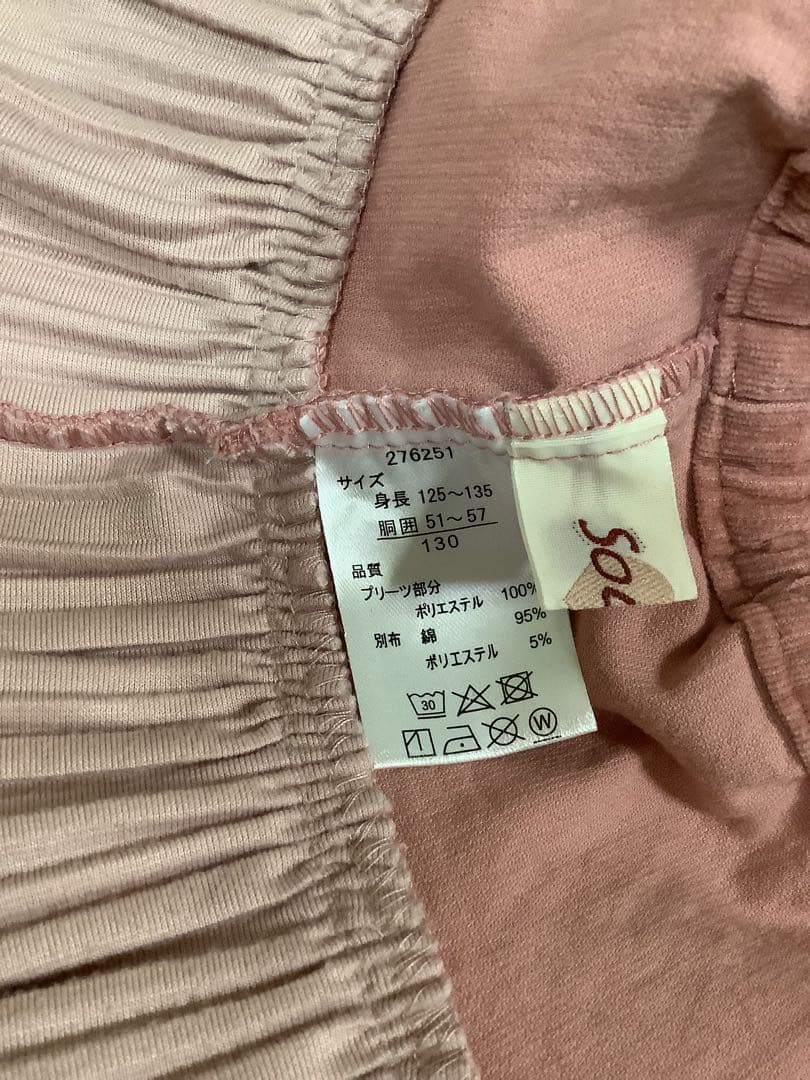 276251
サイズ
身長 125～135
胴囲 51～57
130
品質
プリーツ部分
ポリエステル 100%
別布 綿 95%
ポリエステル 5%
30
W